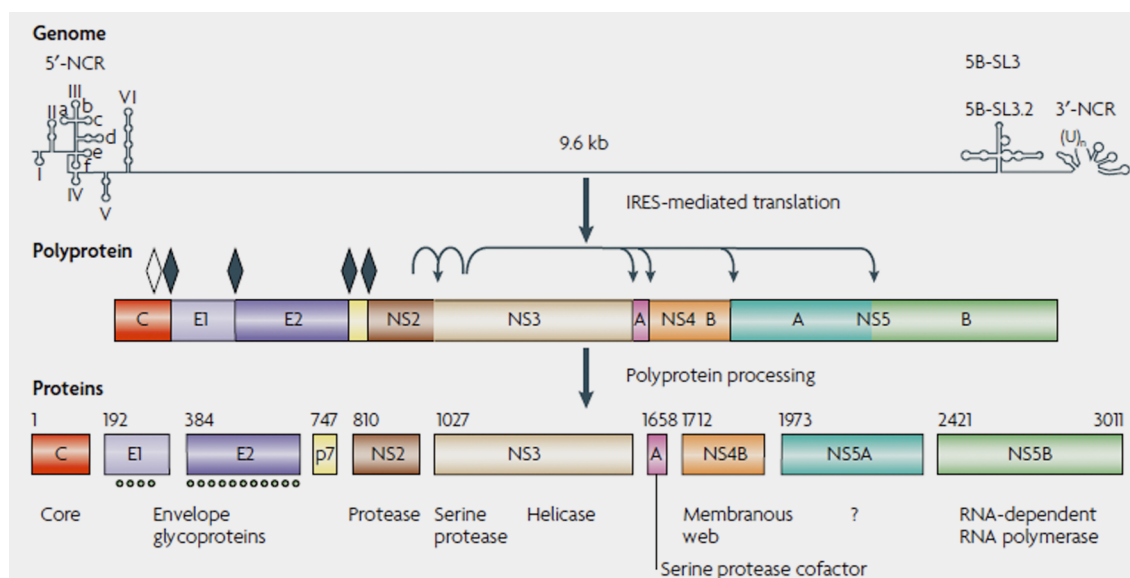 Genome
5′-NCR
5B-SL3
III
VI
II a b
c
5B-SL3.2
3′-NCR
d
(U)n
e
9.6 kb
f
I
IV
V
IRES-mediated translation
Polyprotein
C E1 E2 NS2 NS3 A NS4 B A NS5 B
Polyprotein processing
Proteins
1 192 384 747 810 1027 1658 1712 1973 2421 3011
C E1 E2 p7 NS2 NS3 A NS4B NS5A NS5B
Core Envelope Protease Serine Helicase Membranous ? RNA-dependent
glycoproteins protease web RNA polymerase
Serine protease cofactor